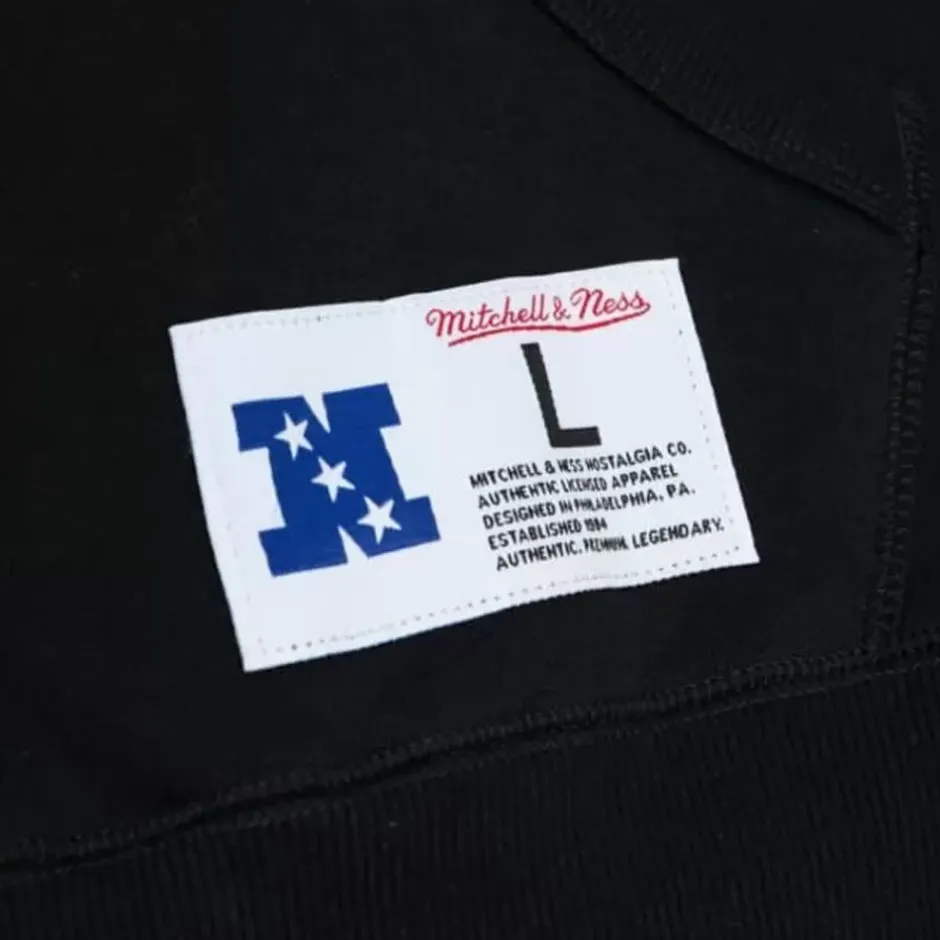 Mitchell & Ness
N
L
MITCHELL & NESS NOSTALGIA CO.
AUTHENTIC LICENSED APPAREL
DESIGNED IN PHILADELPHIA, PA.
ESTABLISHED 1904
AUTHENTIC. PREMIUM. LEGENDARY.